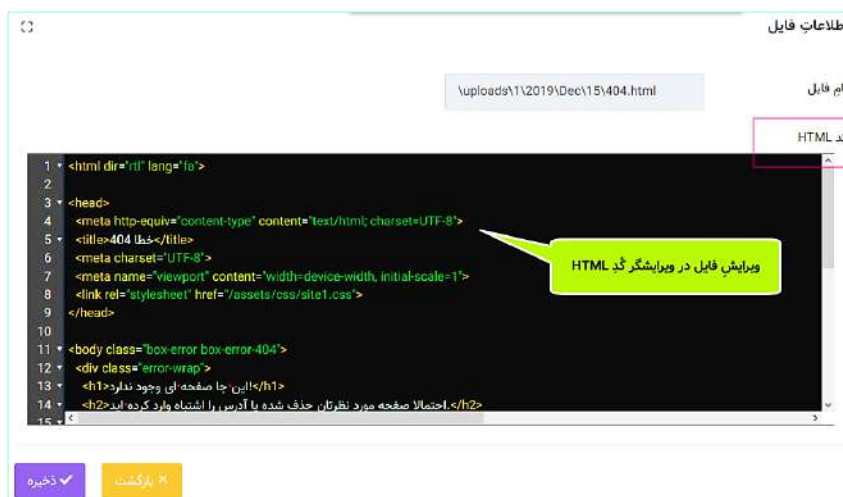 طلاعاتِ فایل
امِ فایل
\uploads\1\2019\Dec\15\404.html
کد HTML
1 <html dir="rtl" lang="fa">
2
3 <head>
4 <meta http-equiv="content-type" content="text/html; charset=UTF-8">
5 <title>خطا 404</title>
6 <meta charset="UTF-8">
7 <meta name="viewport" content="width=device-width, initial-scale=1">
8 <link rel="stylesheet" href="/assets/css/site1.css">
9 </head>
10
11 <body class="box-error box-error-404">
12 <div class="error-wrap">
13 <h1>این جا صفحه ای وجود ندارد!</h1>
14 <h2>احتمالا صفحه مورد نظرتان حذف شده یا آدرس را اشتباه وارد کرده اید.</h2>
15
ویرایشِ فایل در ویرایشگر کُدِ HTML
بازگشت
ذخیره